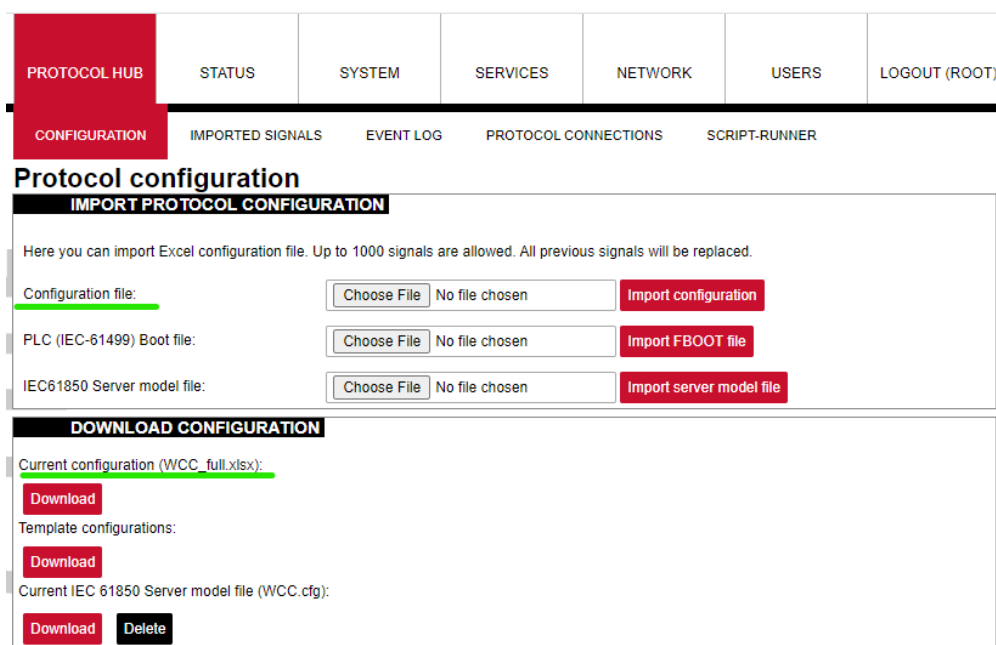 PROTOCOL HUB STATUS SYSTEM SERVICES NETWORK USERS LOGOUT (ROOT)
CONFIGURATION IMPORTED SIGNALS EVENT LOG PROTOCOL CONNECTIONS SCRIPT-RUNNER
Protocol configuration
IMPORT PROTOCOL CONFIGURATION
Here you can import Excel configuration file. Up to 1000 signals are allowed. All previous signals will be replaced.
Configuration file: Choose File No file chosen Import configuration
PLC (IEC-61499) Boot file: Choose File No file chosen Import FBOOT file
IEC61850 Server model file: Choose File No file chosen Import server model file
DOWNLOAD CONFIGURATION
Current configuration (WCC_full.xlsx):
Download
Template configurations:
Download
Current IEC 61850 Server model file (WCC.cfg):
Download Delete